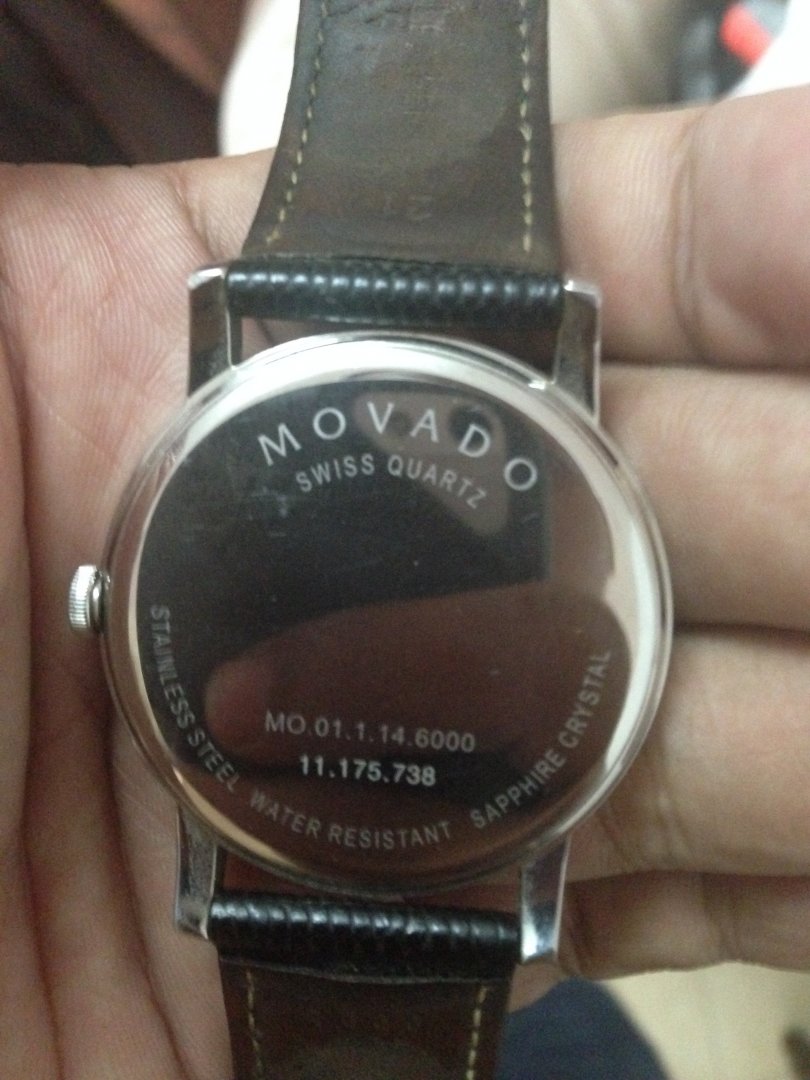 MOVADO
SWISS QUARTZ
MO.01.1.14.6000
11.175.738
STAINLESS STEEL WATER RESISTANT SAPPHIRE CRYSTAL